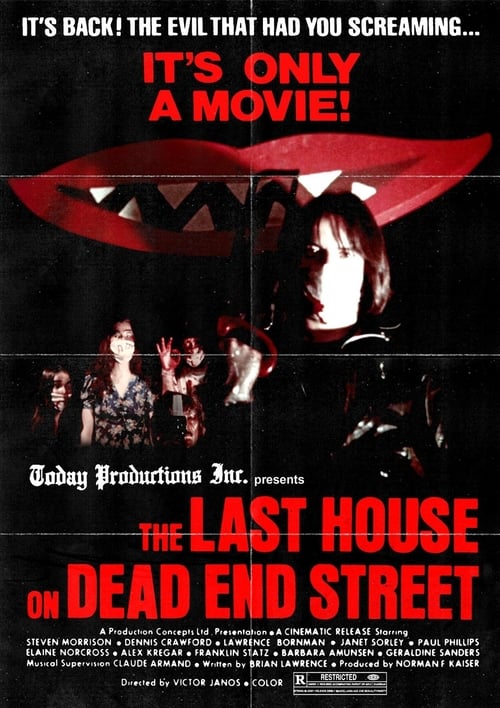 IT'S BACK! THE EVIL THAT HAD YOU SCREAMING...
IT'S ONLY
A MOVIE!
Today Productions Inc. presents
THE LAST HOUSE
ON DEAD END STREET
A Production Concepts Ltd. Presentation ● A CINEMATIC RELEASE Starring
STEVEN MORRISON ● DENNIS CRAWFORD ● LAWRENCE BORNMAN ● JANET SORLEY ● PAUL PHILLIPS
ELAINE NORCROSS ● ALEX KREGAR ● FRANKLIN STATZ ● BARBARA AMUNSEN ● GERALDINE SANDERS
Musical Supervision CLAUDE ARMAND ● Written by BRIAN LAWRENCE ● Produced by NORMAN F KAISER
Directed by VICTOR JANOS ● COLOR
R RESTRICTED